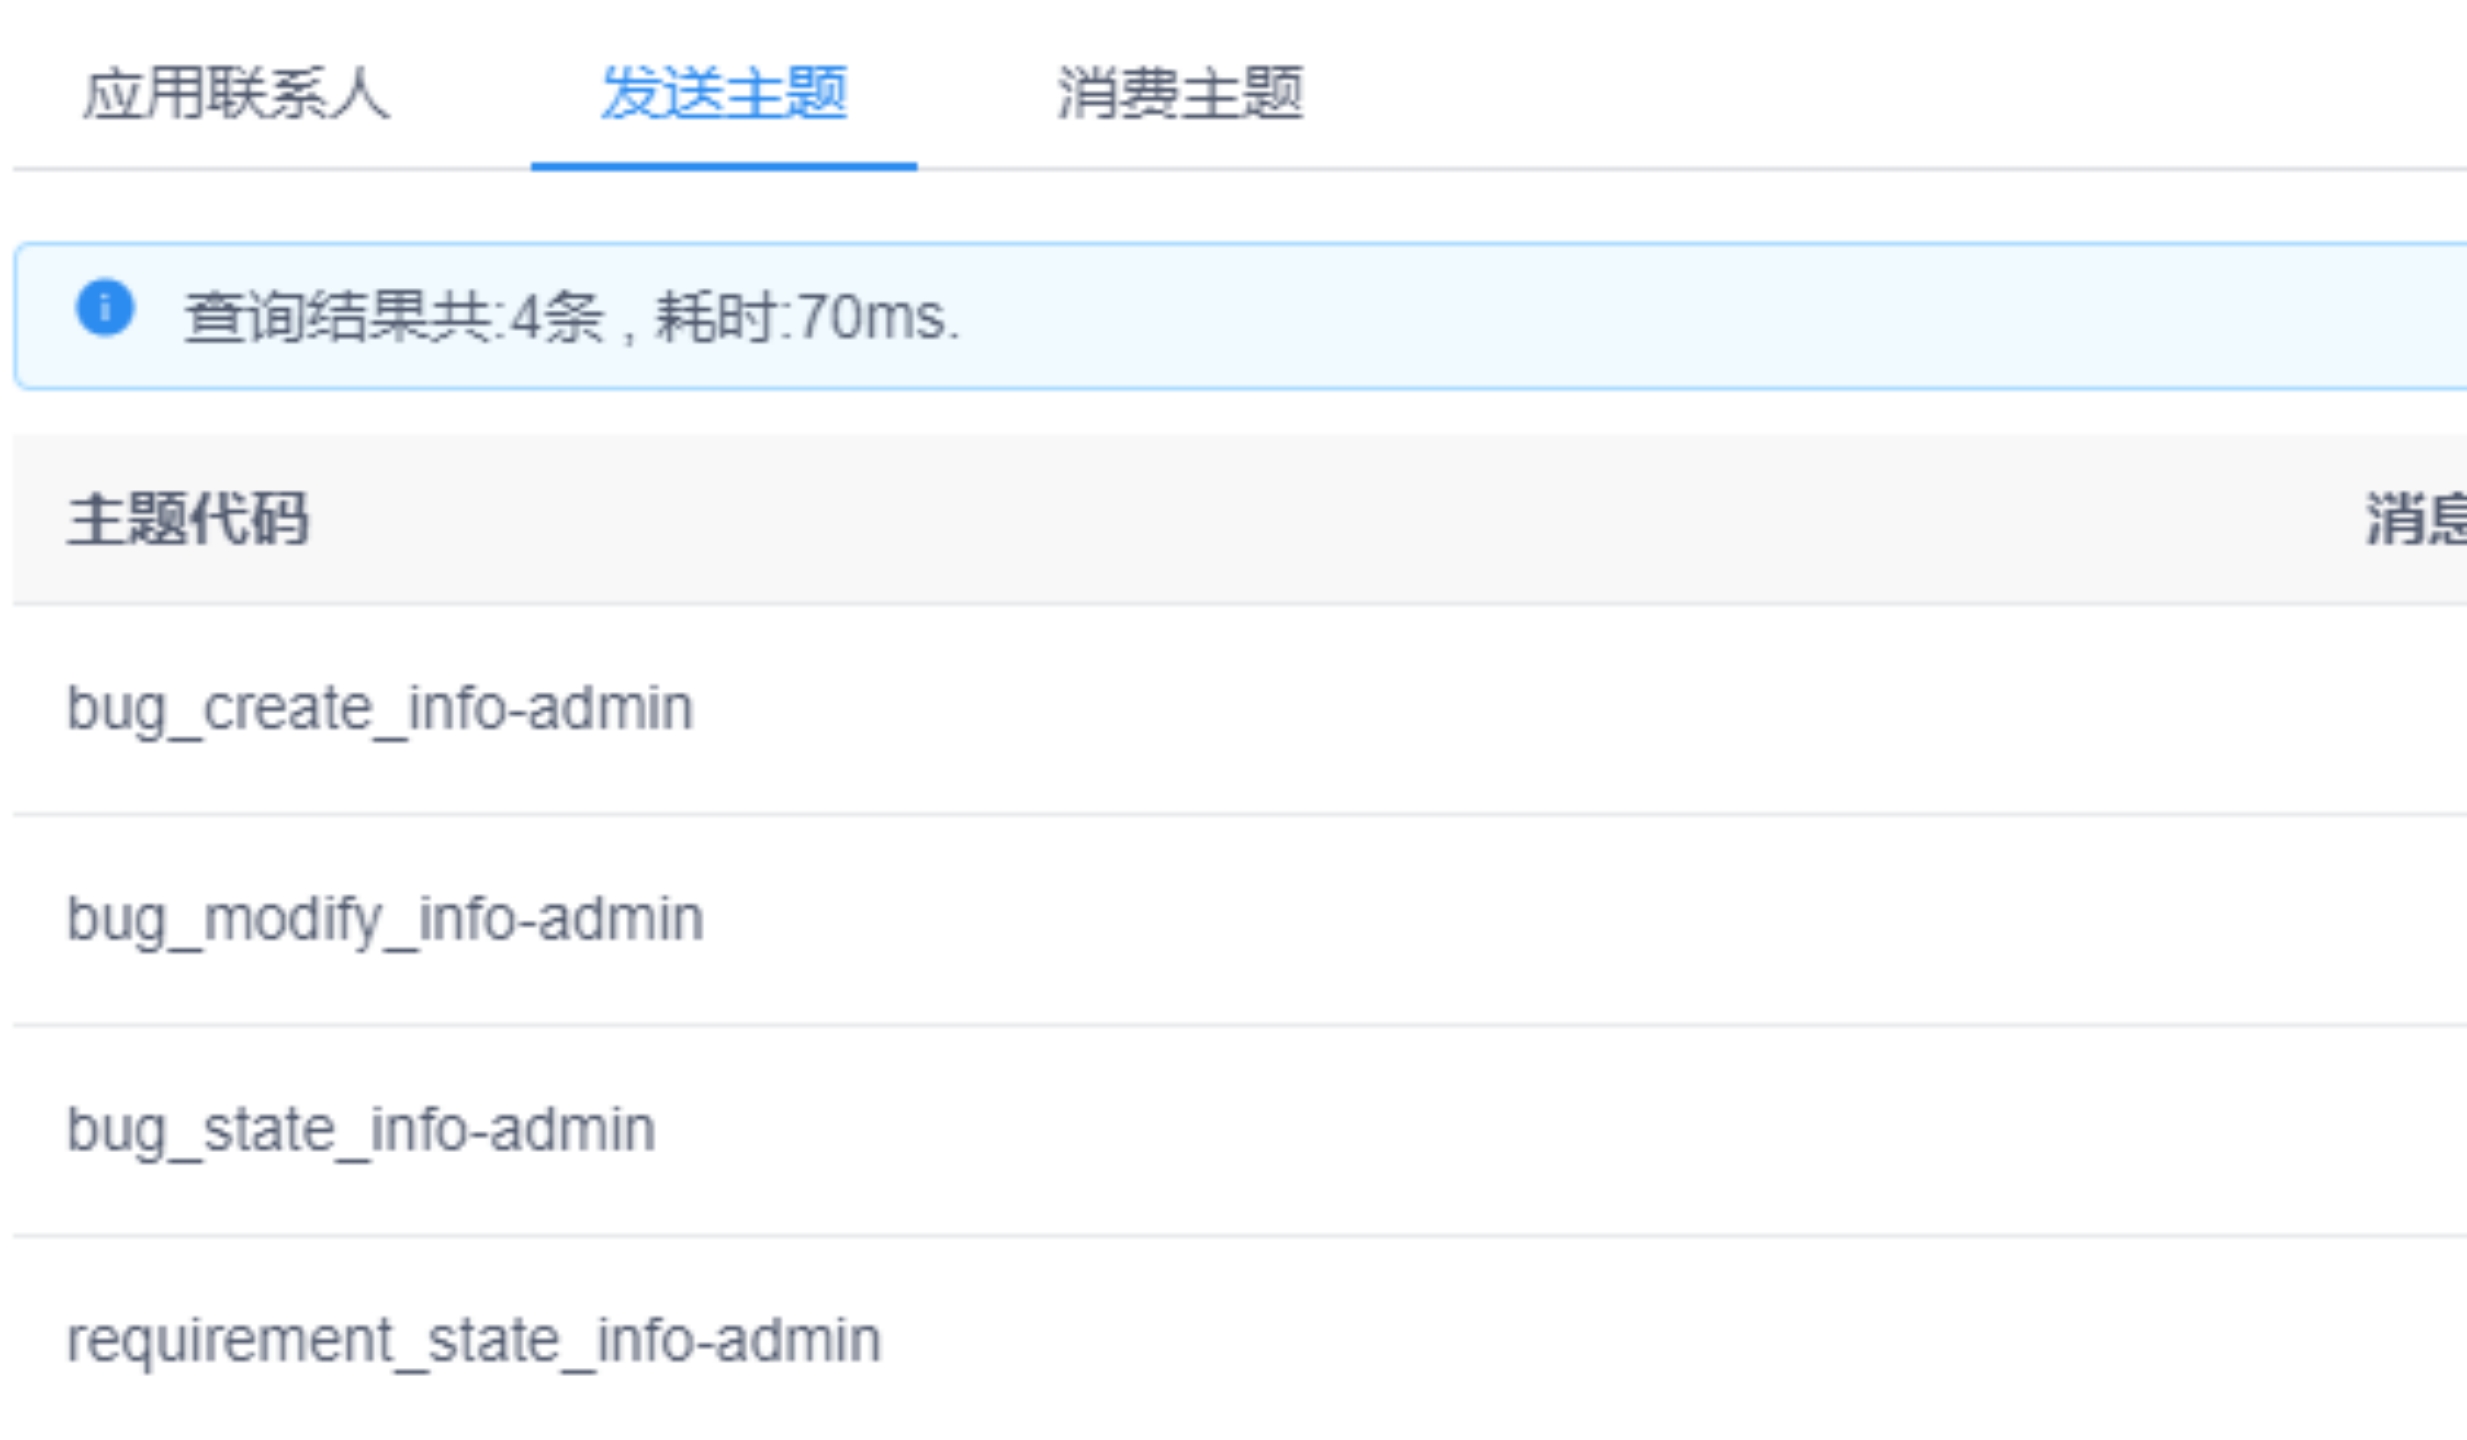 应用联系人 发送主题 消费主题
查询结果共:4条 , 耗时:70ms.
主题代码 消息
bug_create_info-admin
bug_modify_info-admin
bug_state_info-admin
requirement_state_info-admin